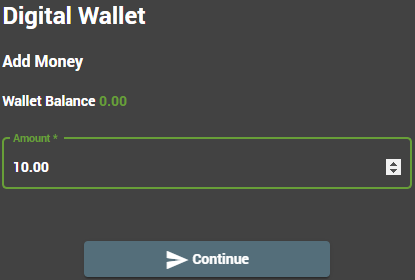 Digital Wallet
Add Money
Wallet Balance 0.00
Amount *
10.00
Continue